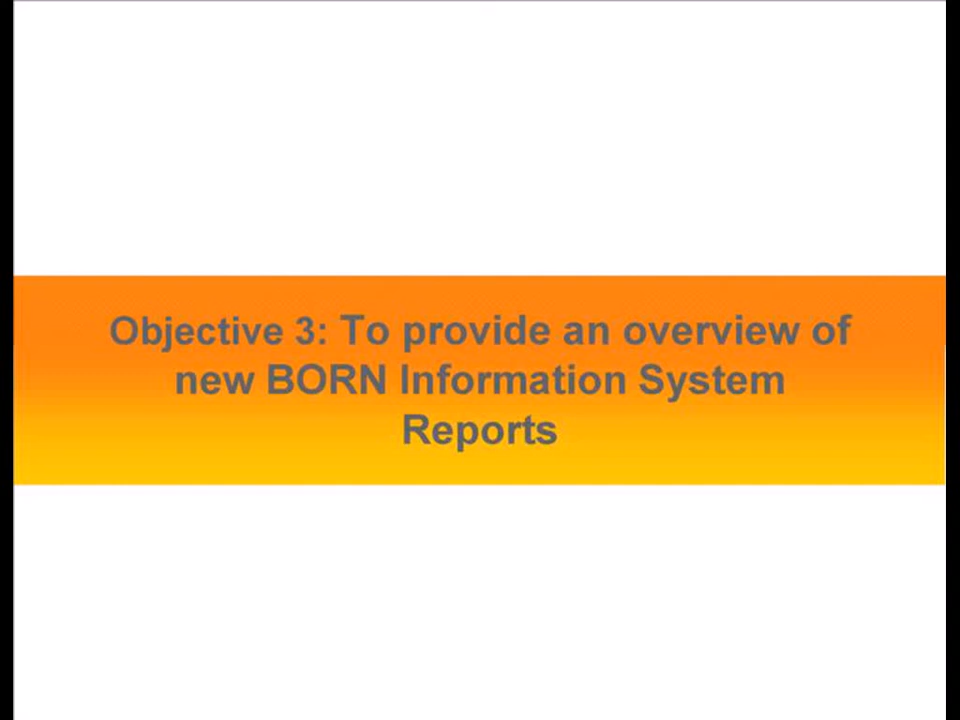 Objective 3: To provide an overview of
new BORN Information System
Reports